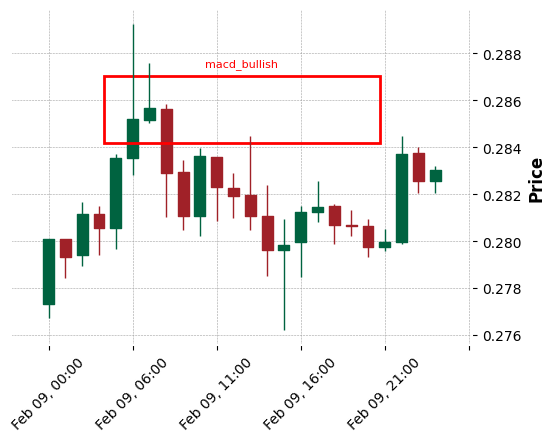 macd_bullish
0.288
0.286
0.284
0.282
0.280
0.278
0.276
Price
Feb 09, 00:00
Feb 09, 06:00
Feb 09, 11:00
Feb 09, 16:00
Feb 09, 21:00